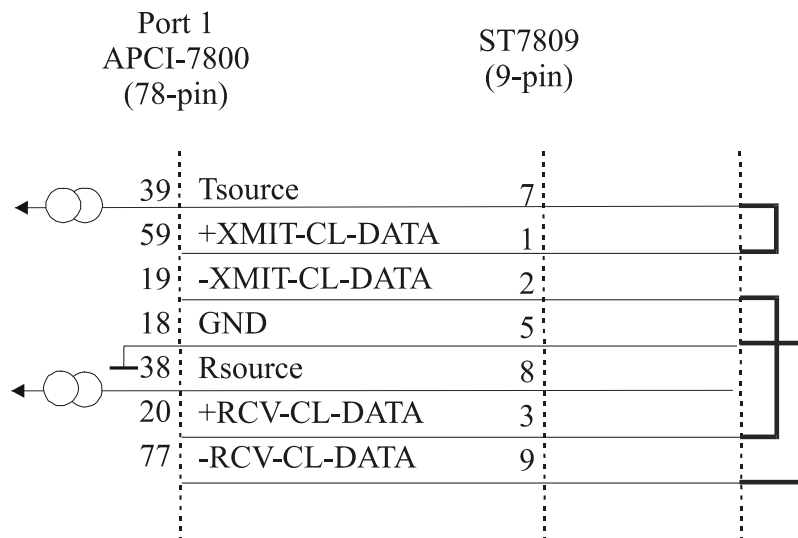 Port 1
APCI-7800
(78-pin)
ST7809
(9-pin)
39 Tsource 7
59 +XMIT-CL-DATA 1
19 -XMIT-CL-DATA 2
18 GND 5
38 Rsource 8
20 +RCV-CL-DATA 3
77 -RCV-CL-DATA 9